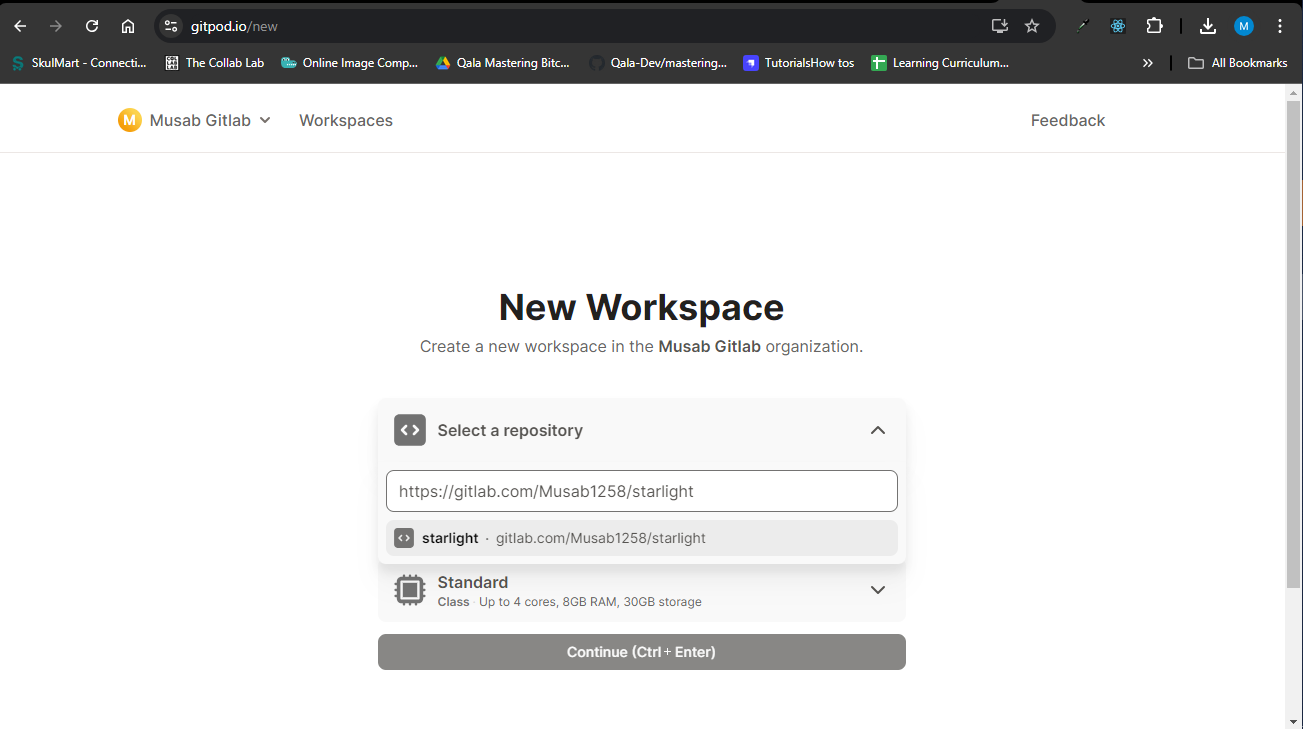 gitpod.io/new
M
SkulMart - Connecti...
The Collab Lab
Online Image Comp...
Qala Mastering Bitc...
Qala-Dev/mastering...
TutorialsHow tos
Learning Curriculum...
All Bookmarks
M Musab Gitlab
Workspaces
Feedback
New Workspace
Create a new workspace in the Musab Gitlab organization.
Select a repository
https://gitlab.com/Musab1258/starlight
starlight · gitlab.com/Musab1258/starlight
Standard
Class · Up to 4 cores, 8GB RAM, 30GB storage
Continue (Ctrl+ Enter)